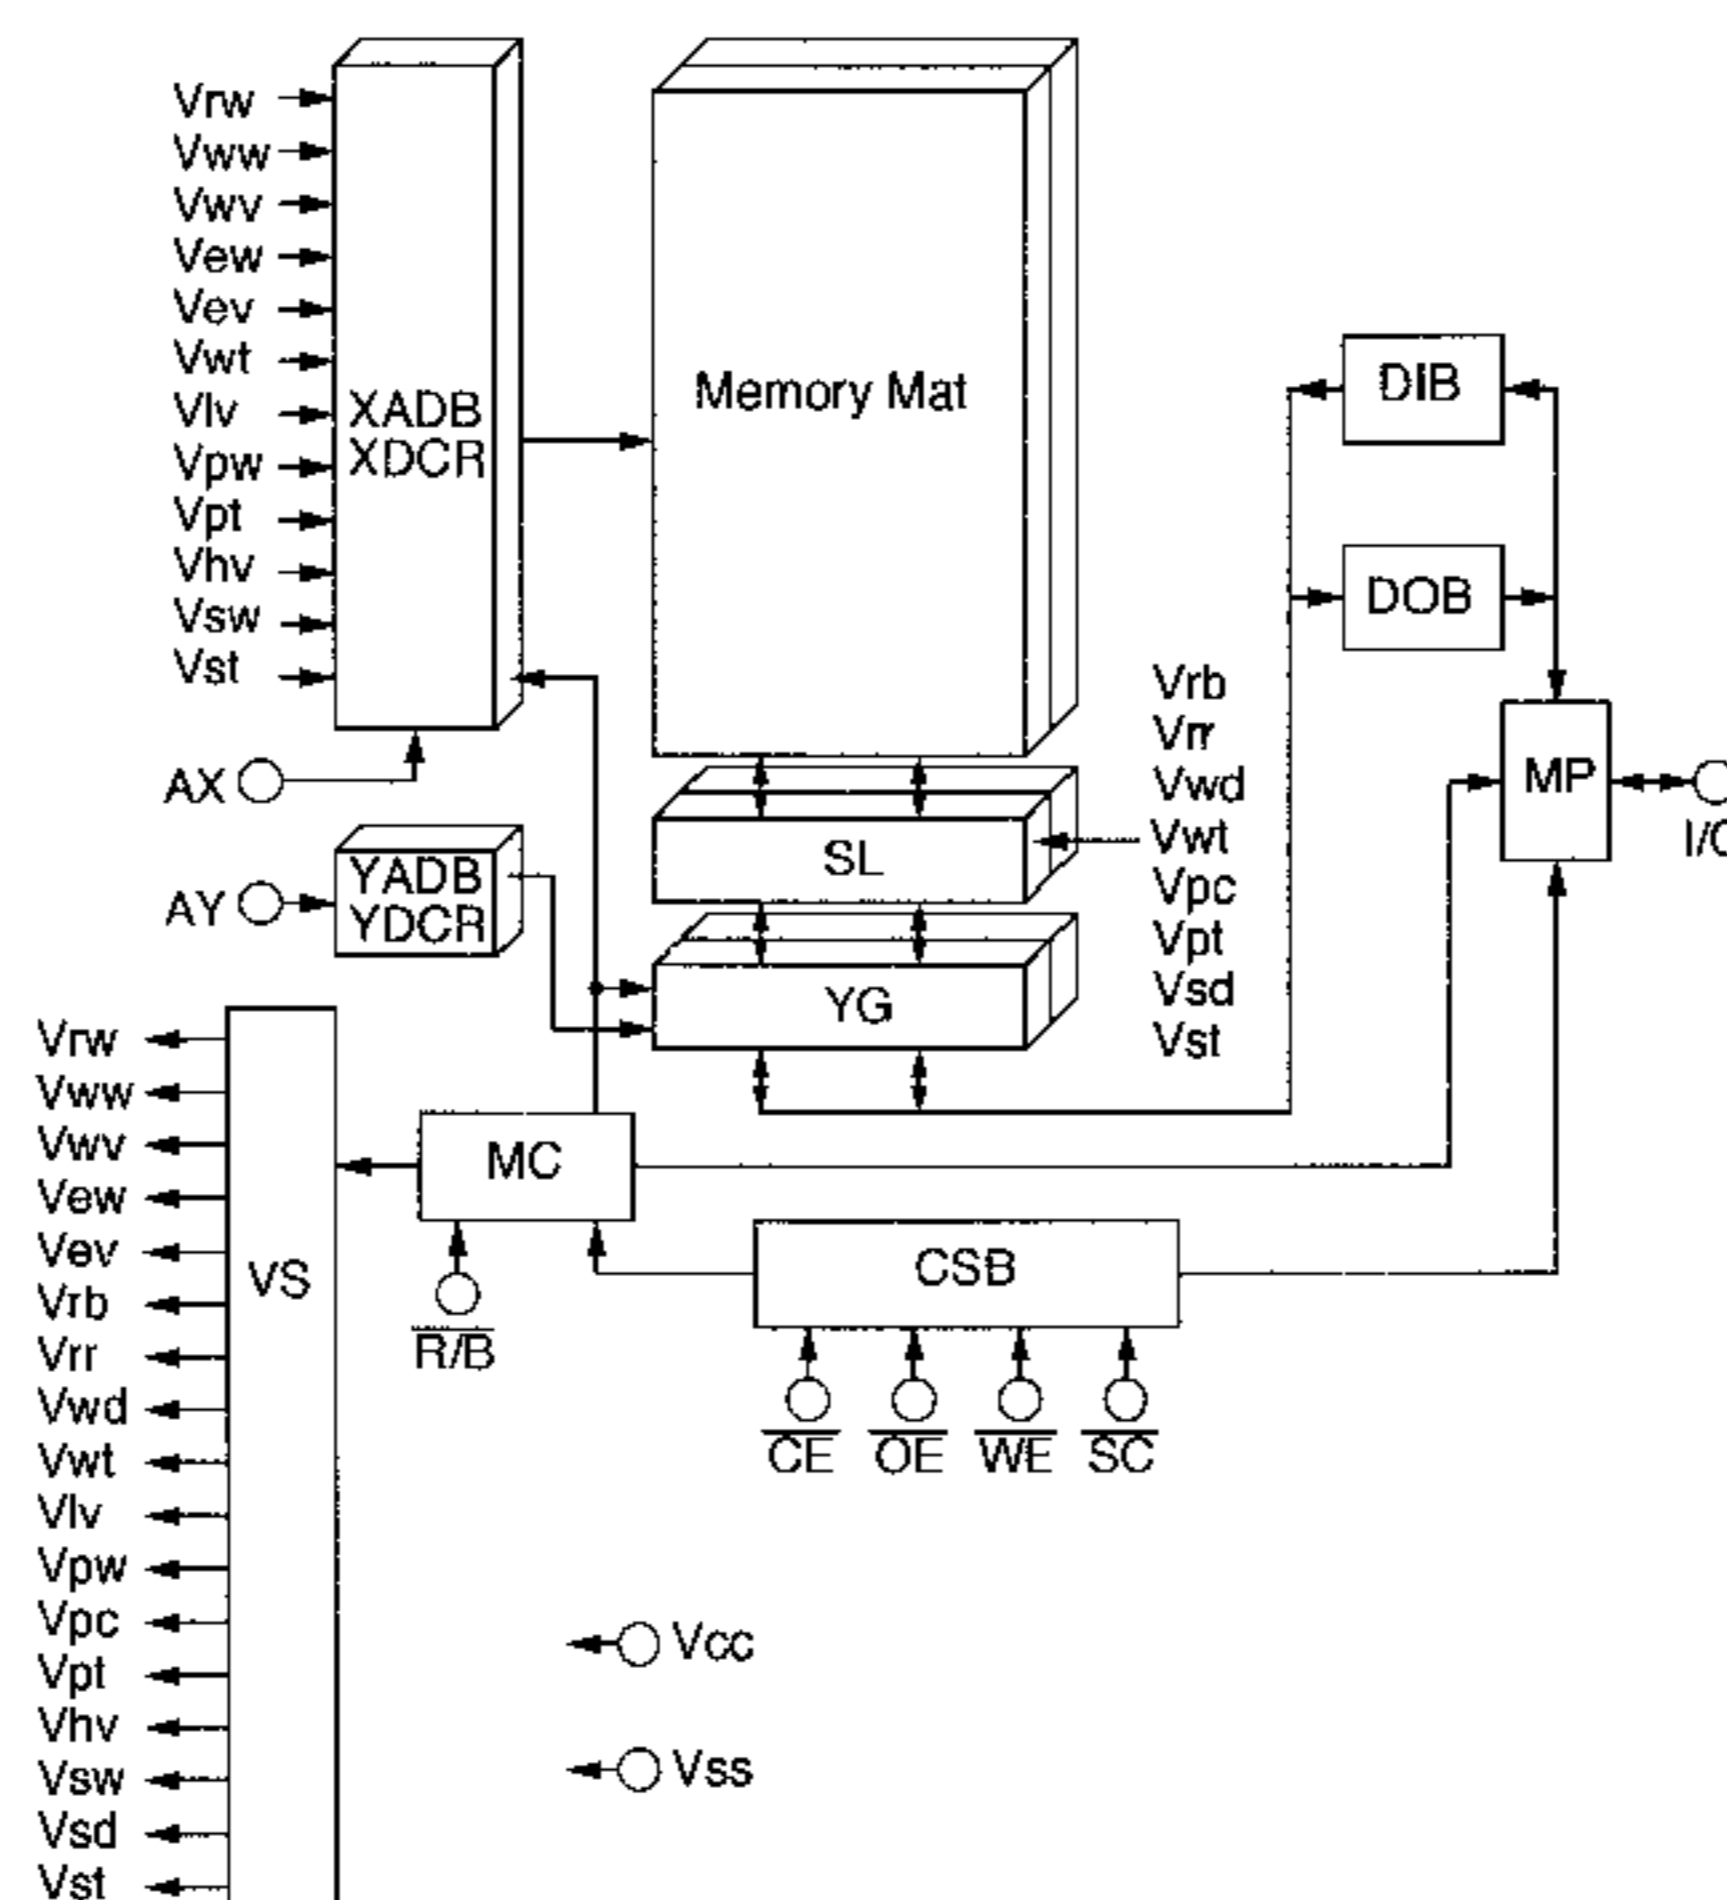 Vrw
Vww
Vwv
Vew
Vev
Vwt
Vlv
Vpw
Vpt
Vhv
Vsw
Vst
XADB
XDCR
Memory Mat
DIB
DOB
AX
AY
YADB
YDCR
SL
YG
Vrb
Vrr
Vwd
Vwt
Vpc
Vpt
Vsd
Vst
MP
MC
R/B
CSB
CE
OE
WE
SC
VS
Vrw
Vww
Vwv
Vew
Vev
Vrb
Vrr
Vwd
Vwt
Vlv
Vpw
Vpc
Vpt
Vhv
Vsw
Vsd
Vst
Vcc
Vss